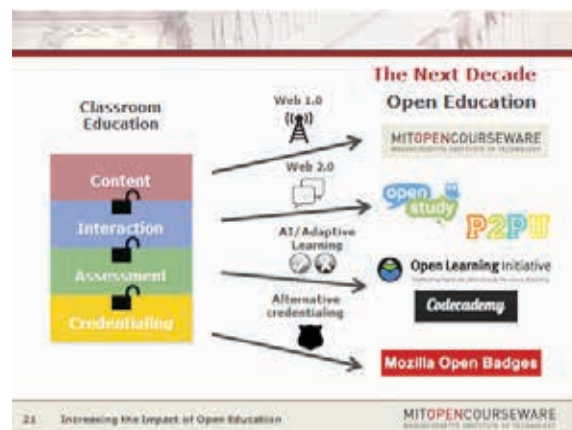 The Next Decade
Open Education
Classroom
Education
Content
Interaction
Assessment
Credentialing
Web 1.0
Web 2.0
AI/Adaptive
Learning
Alternative
credentialing
MITOPENCOURSEWARE
MASSACHUSETTS INSTITUTE OF TECHNOLOGY
open
study
P2PU
Open Learning Initiative
Codecademy
Mozilla Open Badges
21 Increasing the Impact of Open Education
MITOPENCOURSEWARE
MASSACHUSETTS INSTITUTE OF TECHNOLOGY